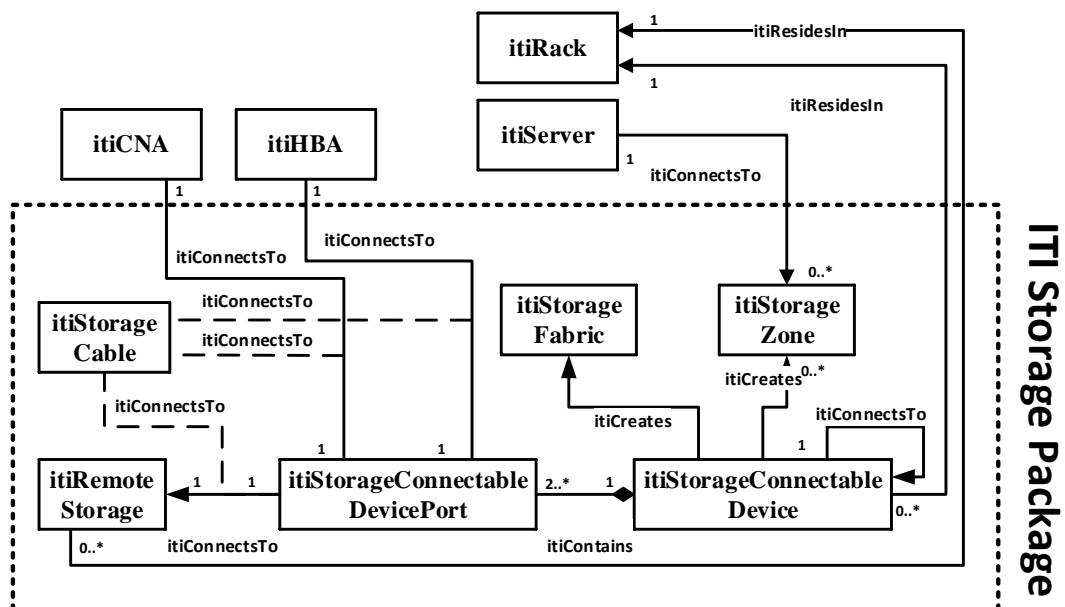 1
itiResidesIn
itiRack
1
itiResidesIn
itiServer
1
itiConnectsTo
itiCNA
itiHBA
1
1
itiConnectsTo
itiConnectsTo
0..*
itiConnectsTo
itiStorage
Cable
itiConnectsTo
itiStorage
Fabric
itiStorage
Zone
itiCreates
0..*
itiConnectsTo
itiCreates
itiConnectsTo
1
1
1
itiRemote
Storage
1
1
itiStorageConnectable
DevicePort
2..*
1
itiStorageConnectable
Device
0..*
0..*
itiConnectsTo
itiContains
ITI Storage Package